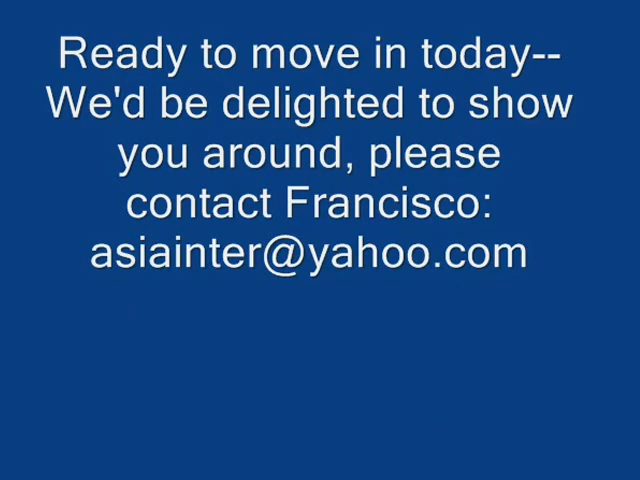 Ready to move in today--
We'd be delighted to show
you around, please
contact Francisco:
asiainter@yahoo.com